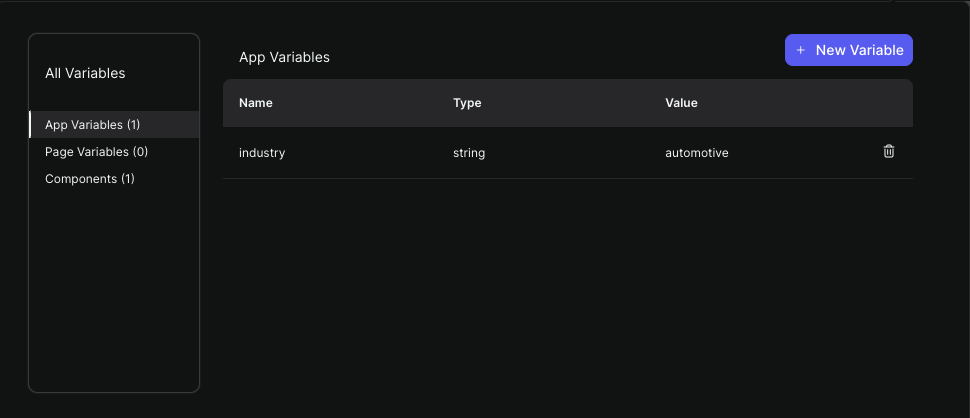 All Variables
App Variables (1)
Page Variables (0)
Components (1)
App Variables
+ New Variable
Name Type Value
industry string automotive